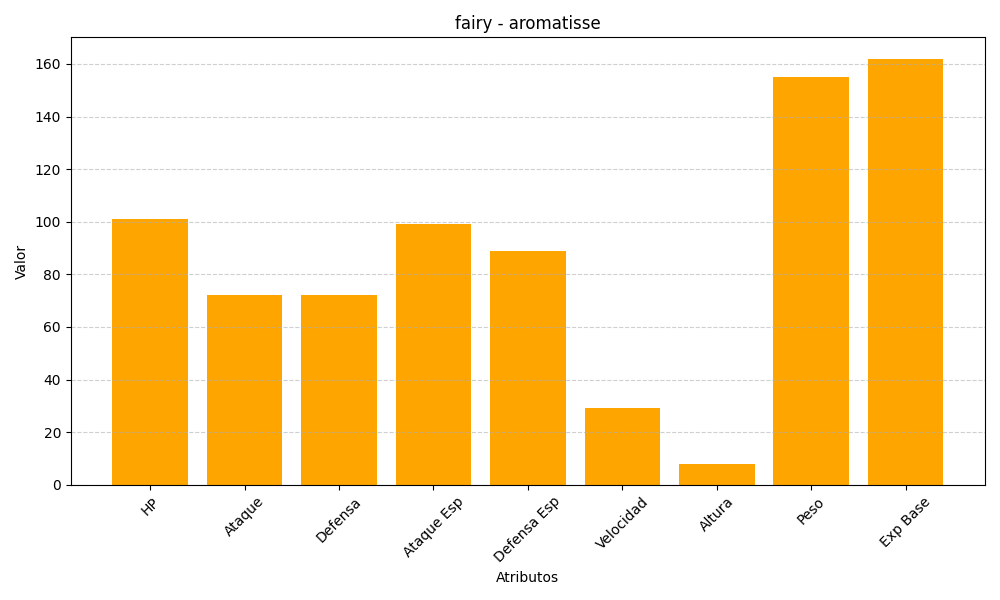 fairy - aromatisse
Valor
160
140
120
100
80
60
40
20
0
HP
Ataque
Defensa
Ataque Esp
Defensa Esp
Velocidad
Altura
Peso
Exp Base
Atributos